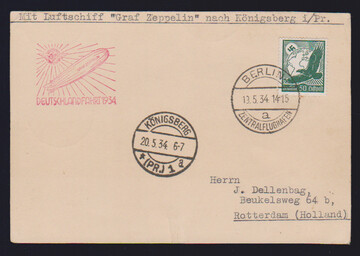 Mit Luftschiff "Graf Zeppelin" nach Königsberg i/Pr.
DEUTSCHLANDFAHRT 1934
BERLIN
13.5.34 14-15
a
ZENTRALFLUGHAFEN
50
KÖNIGSBERG
20.5.34 6-7
(PR.) 1 a
Herrn
J. Dellenbag,
Beukelsweg 64 b,
Rotterdam (Holland)